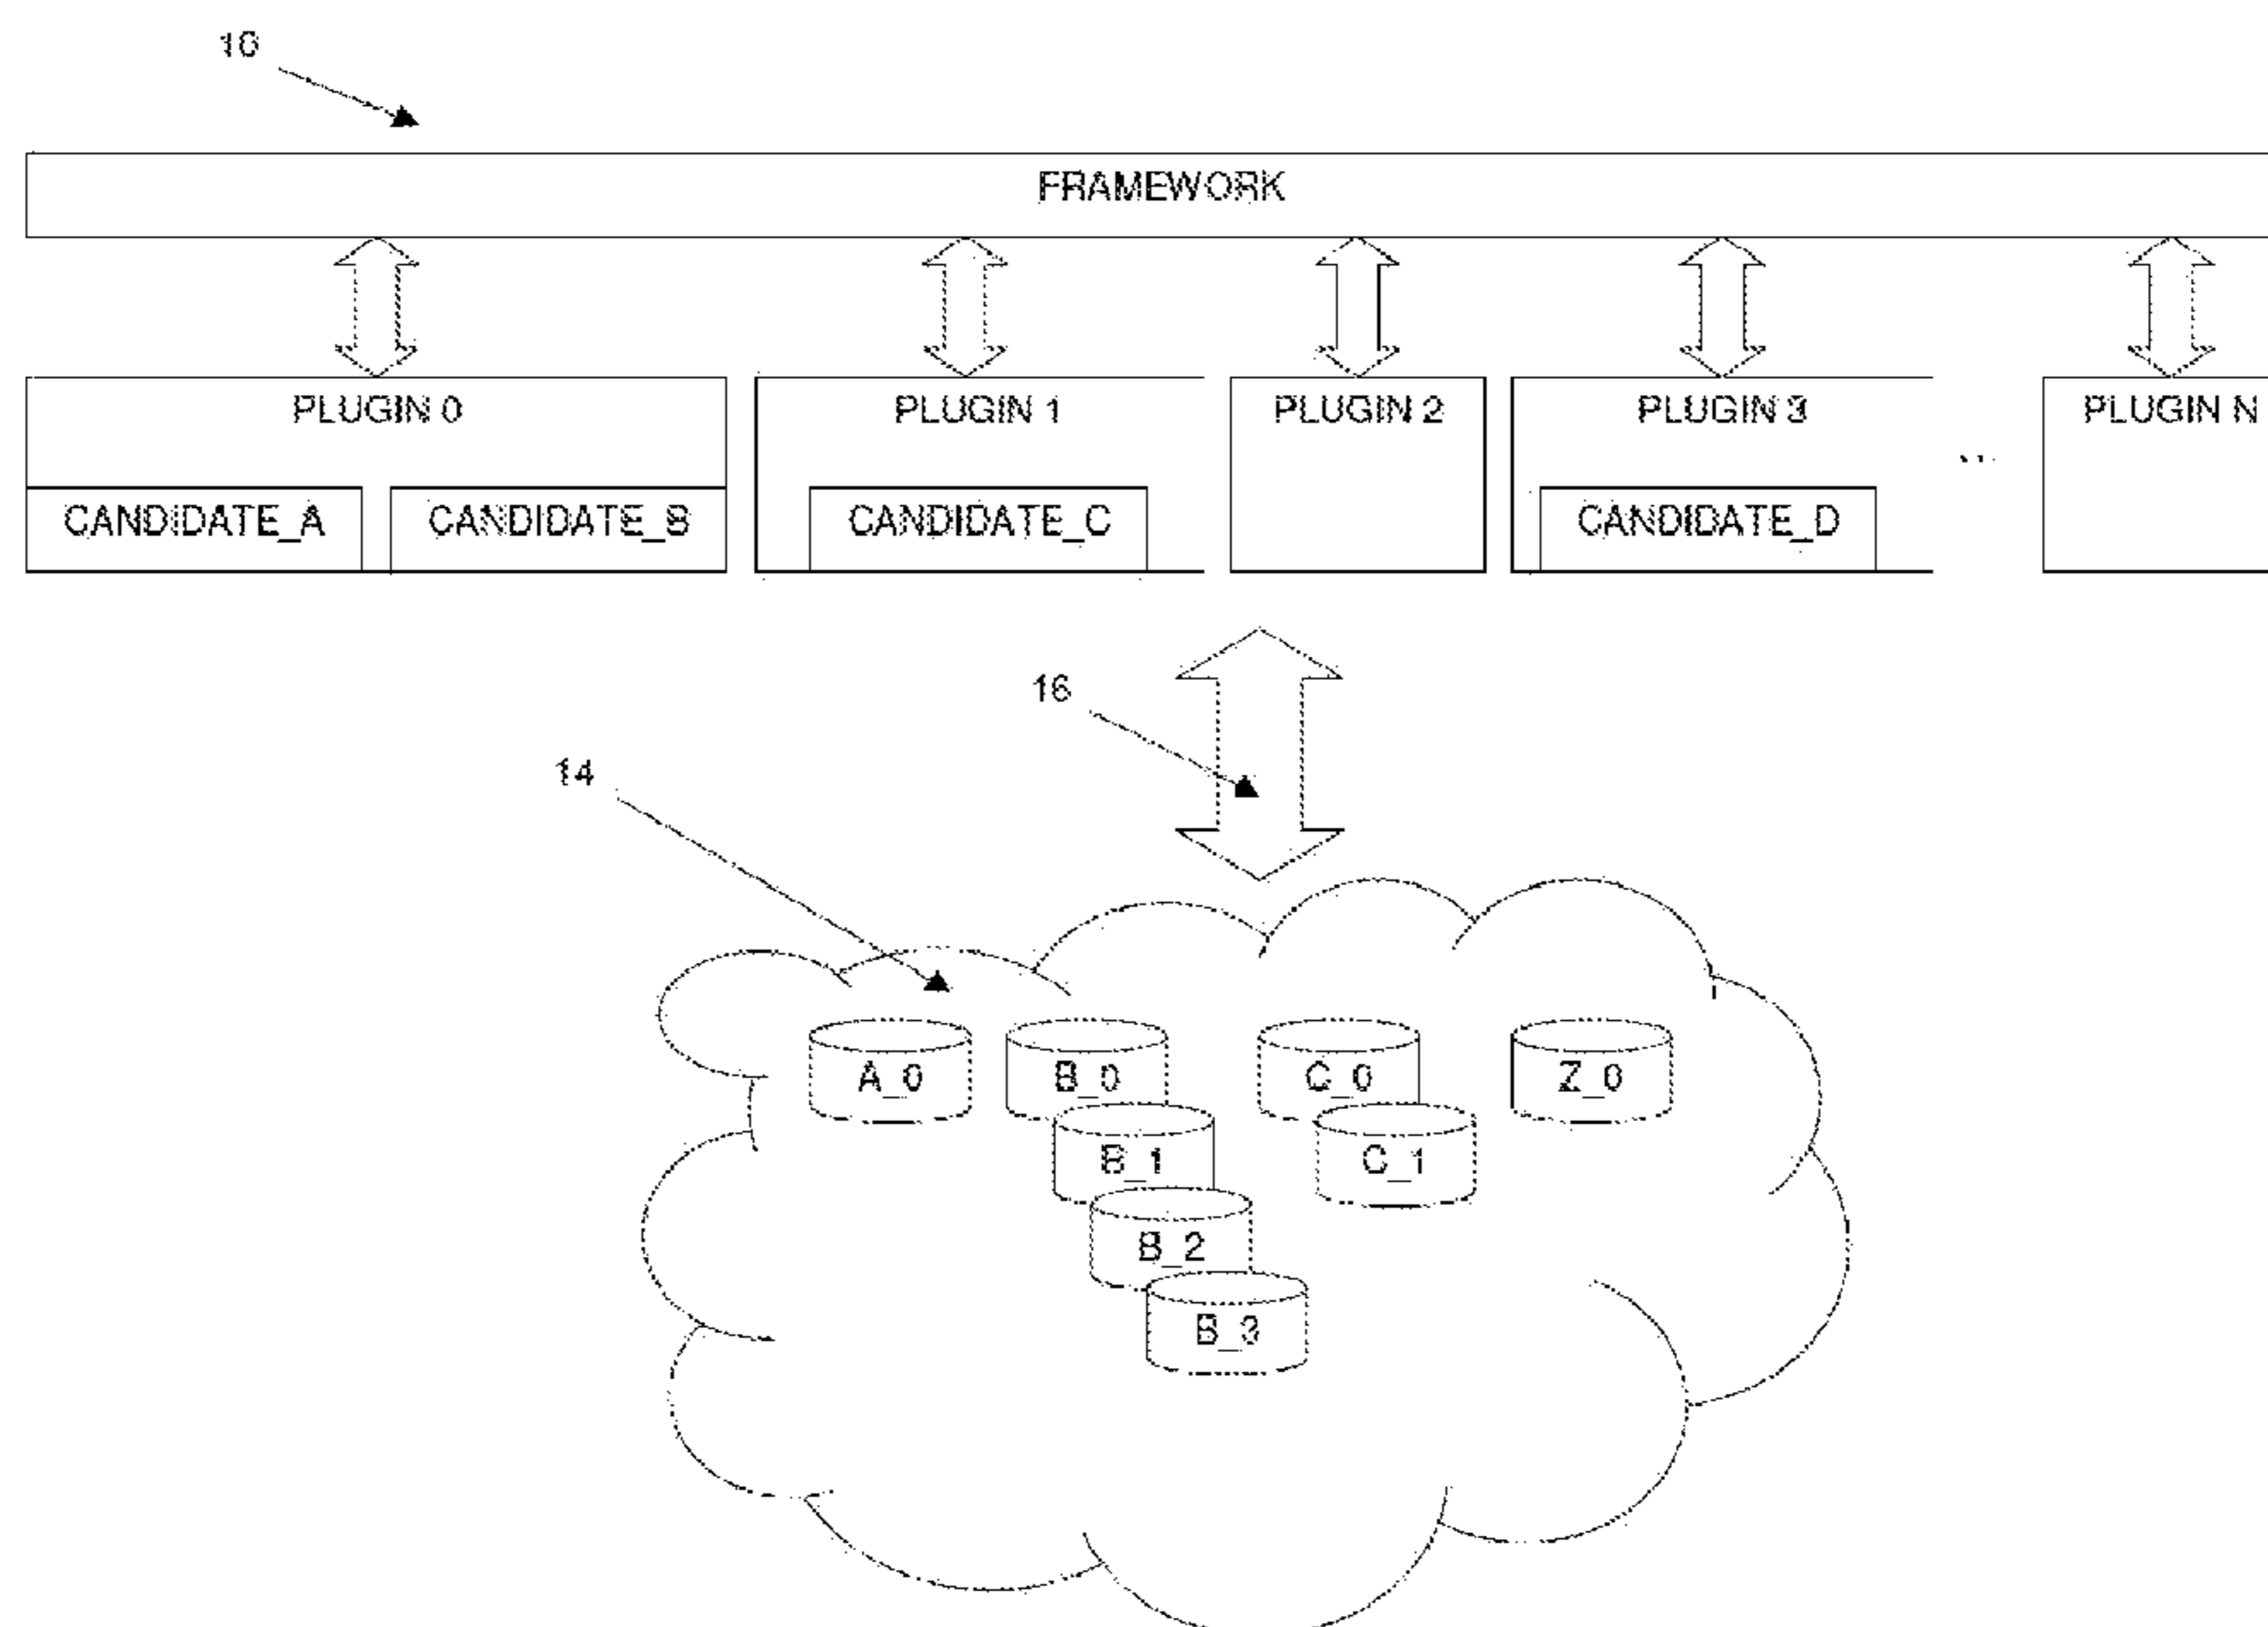 FRAMEWORK
PLUGIN 0
PLUGIN 1
PLUGIN 2
PLUGIN 3
...
PLUGIN N
CANDIDATE_A
CANDIDATE_B
CANDIDATE_C
CANDIDATE_D
16
14
A_0
B_0
C_0
Z_0
B_1
C_1
B_2
B_3